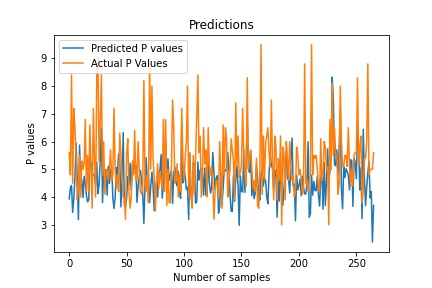 Predictions
Predicted P values
Actual P Values
P values
9
8
7
6
5
4
3
0
50
100
150
200
250
Number of samples